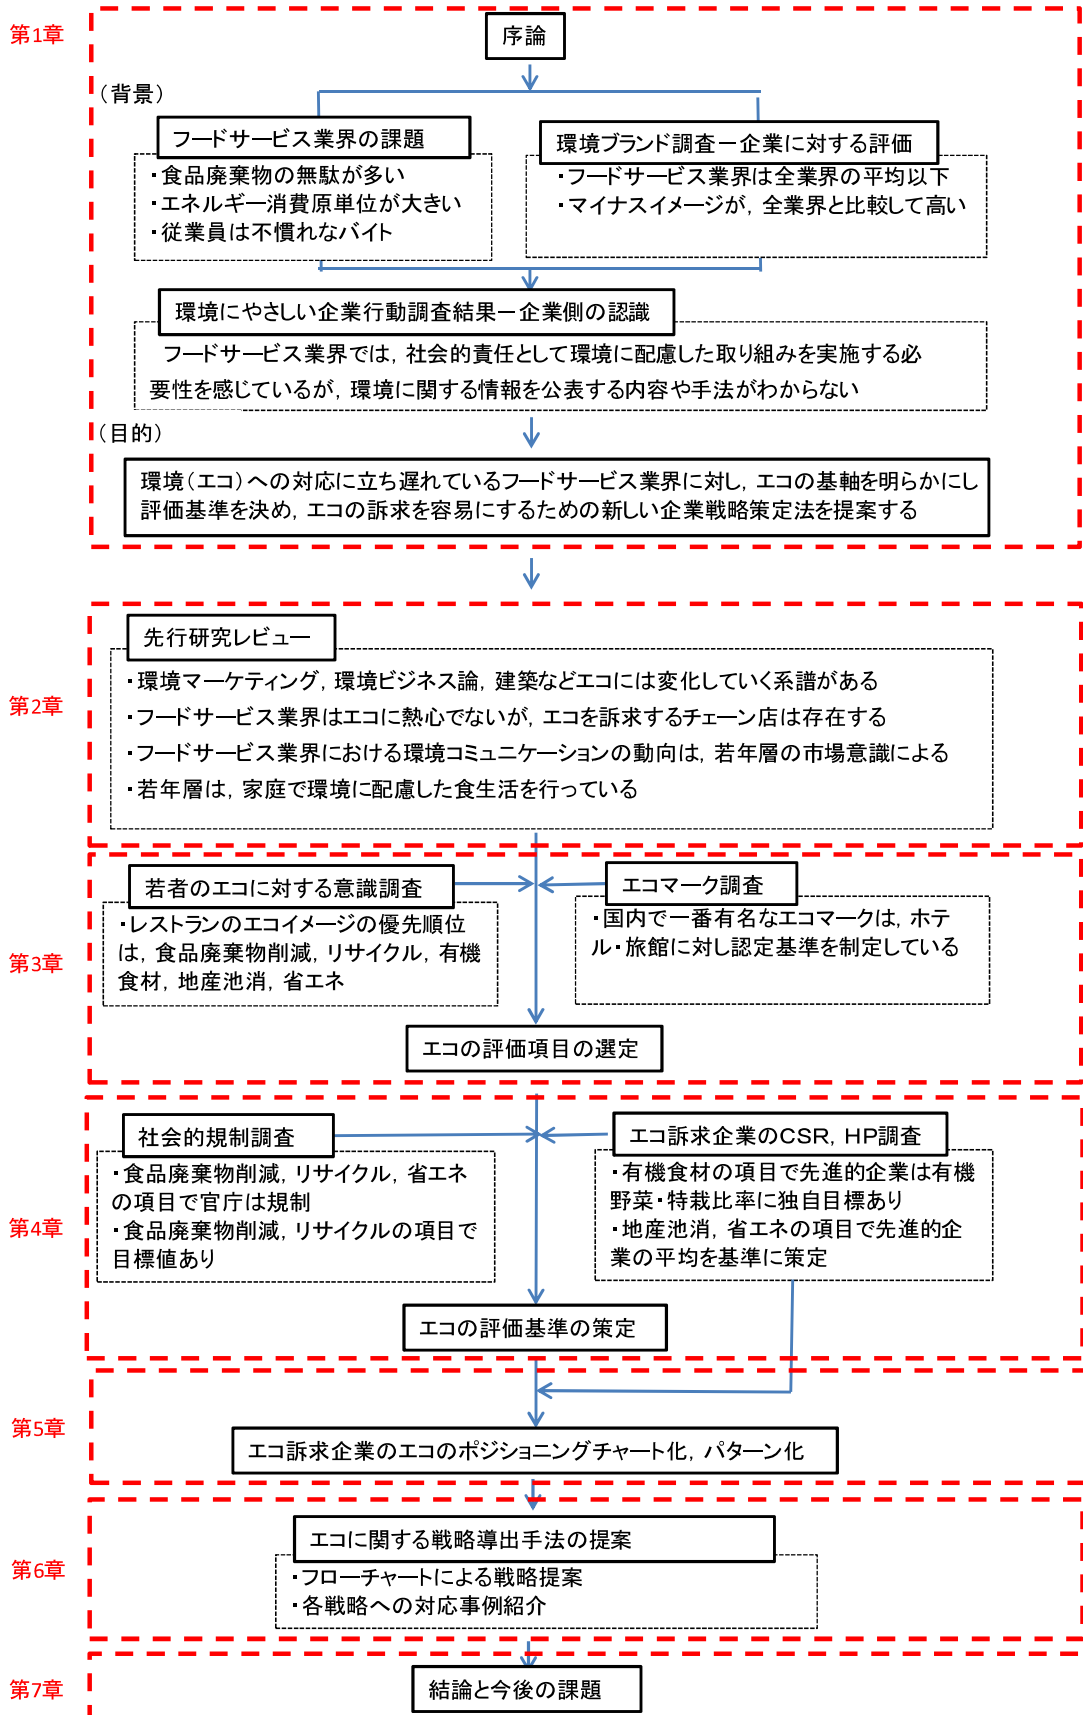 第1章
序論
（背景）
フードサービス業界の課題
・食品廃棄物の無駄が多い
・エネルギー消費原単位が大きい
・従業員は不慣れなバイト
環境ブランド調査－企業に対する評価
・フードサービス業界は全業界の平均以下
・マイナスイメージが，全業界と比較して高い
環境にやさしい企業行動調査結果－企業側の認識
フードサービス業界では，社会的責任として環境に配慮した取り組みを実施する必
要性を感じているが，環境に関する情報を公表する内容や手法がわからない
（目的）
環境（エコ）への対応に立ち遅れているフードサービス業界に対し，エコの基軸を明らかにし
評価基準を決め，エコの訴求を容易にするための新しい企業戦略策定法を提案する
第2章
先行研究レビュー
・環境マーケティング，環境ビジネス論，建築などエコには変化していく系譜がある
・フードサービス業界はエコに熱心でないが，エコを訴求するチェーン店は存在する
・フードサービス業界における環境コミュニケーションの動向は，若年層の市場意識による
・若年層は，家庭で環境に配慮した食生活を行っている
第3章
若者のエコに対する意識調査
・レストランのエコイメージの優先順位
は，食品廃棄物削減，リサイクル，有機
食材，地産池消，省エネ
エコマーク調査
・国内で一番有名なエコマークは，ホテ
ル・旅館に対し認定基準を制定している
エコの評価項目の選定
第4章
社会的規制調査
・食品廃棄物削減，リサイクル，省エネ
の項目で官庁は規制
・食品廃棄物削減，リサイクルの項目で
目標値あり
エコ訴求企業のCSR，HP調査
・有機食材の項目で先進的企業は有機
野菜・特栽比率に独自目標あり
・地産池消，省エネの項目で先進的企
業の平均を基準に策定
エコの評価基準の策定
第5章
エコ訴求企業のエコのポジショニングチャート化，パターン化
第6章
エコに関する戦略導出手法の提案
・フローチャートによる戦略提案
・各戦略への対応事例紹介
第7章
結論と今後の課題